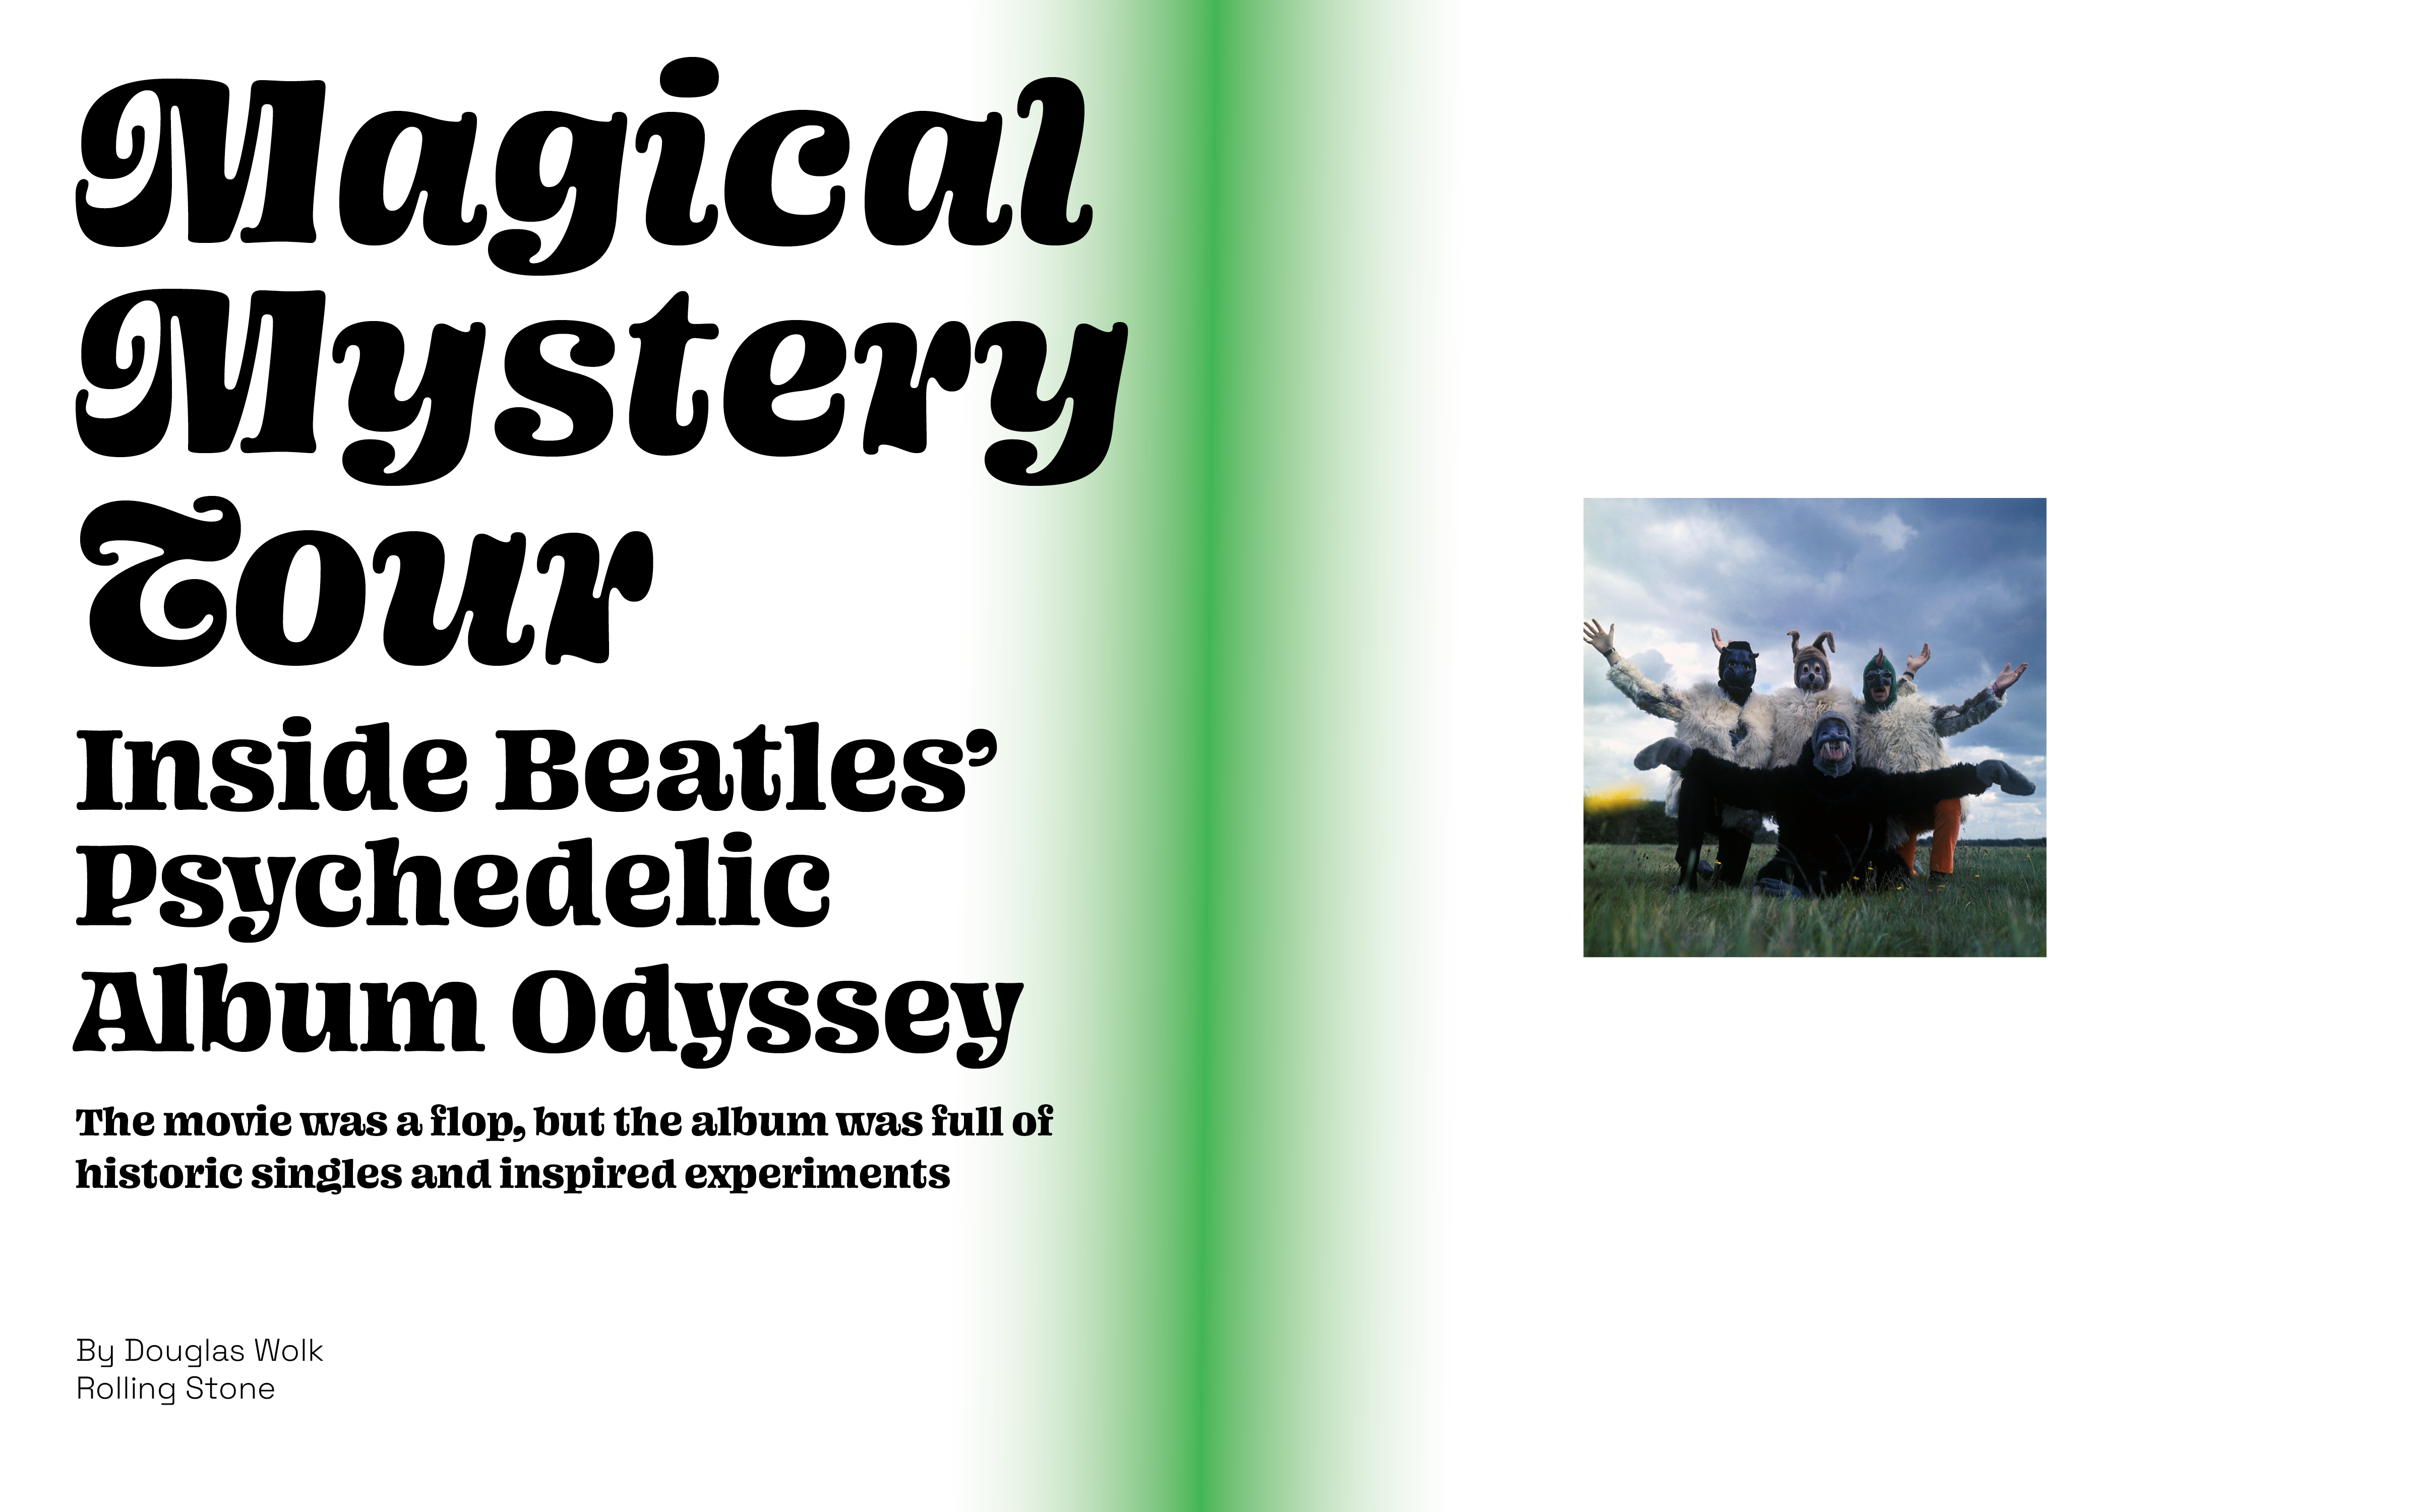 Magical
Mystery
Tour
Inside Beatles’
Psychedelic
Album Odyssey
The movie was a flop, but the album was full of
historic singles and inspired experiments
By Douglas Wolk
Rolling Stone